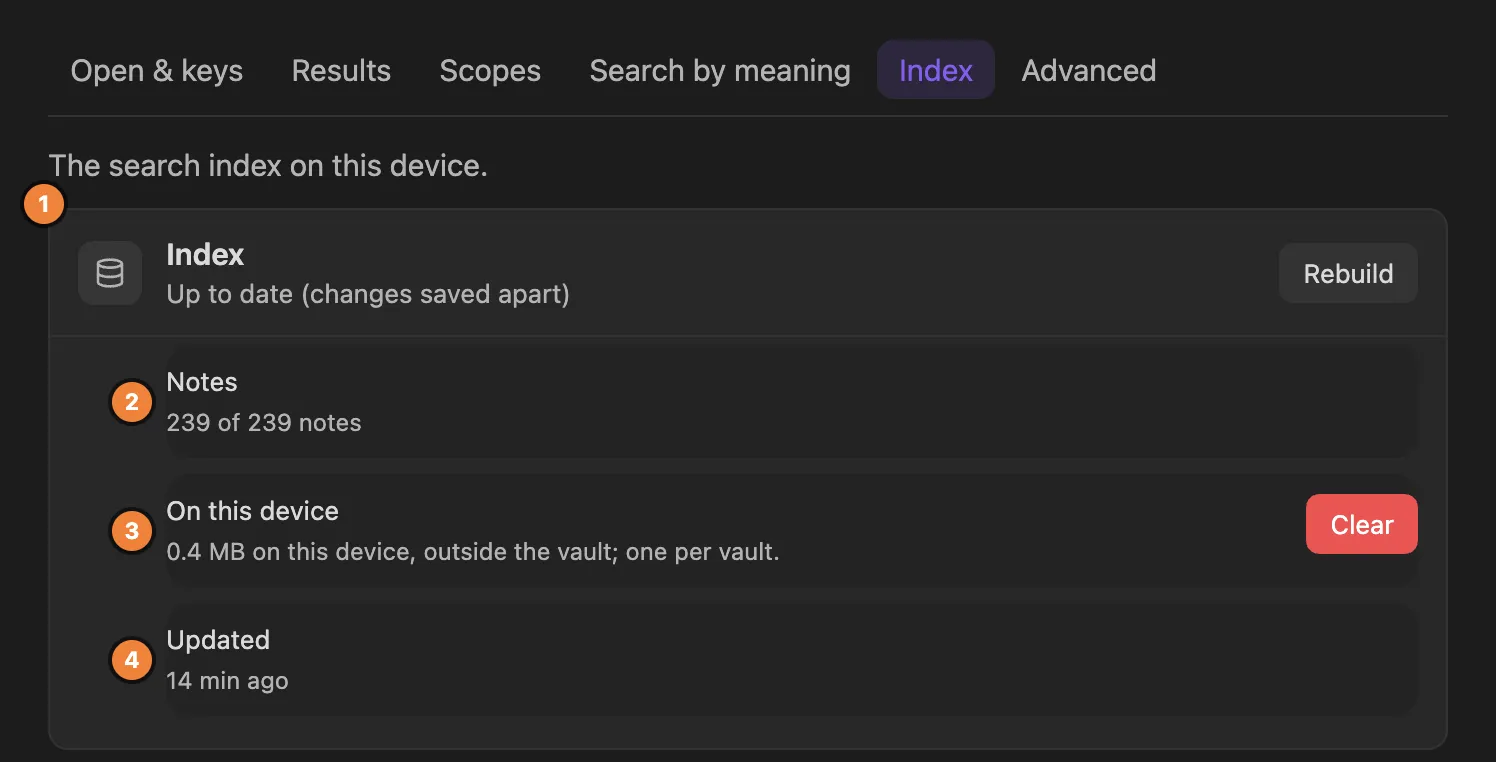 Open & keys Results Scopes Search by meaning Index Advanced
The search index on this device.
1
Index
Up to date (changes saved apart)
Rebuild
2
Notes
239 of 239 notes
3
On this device
0.4 MB on this device, outside the vault; one per vault.
Clear
4
Updated
14 min ago